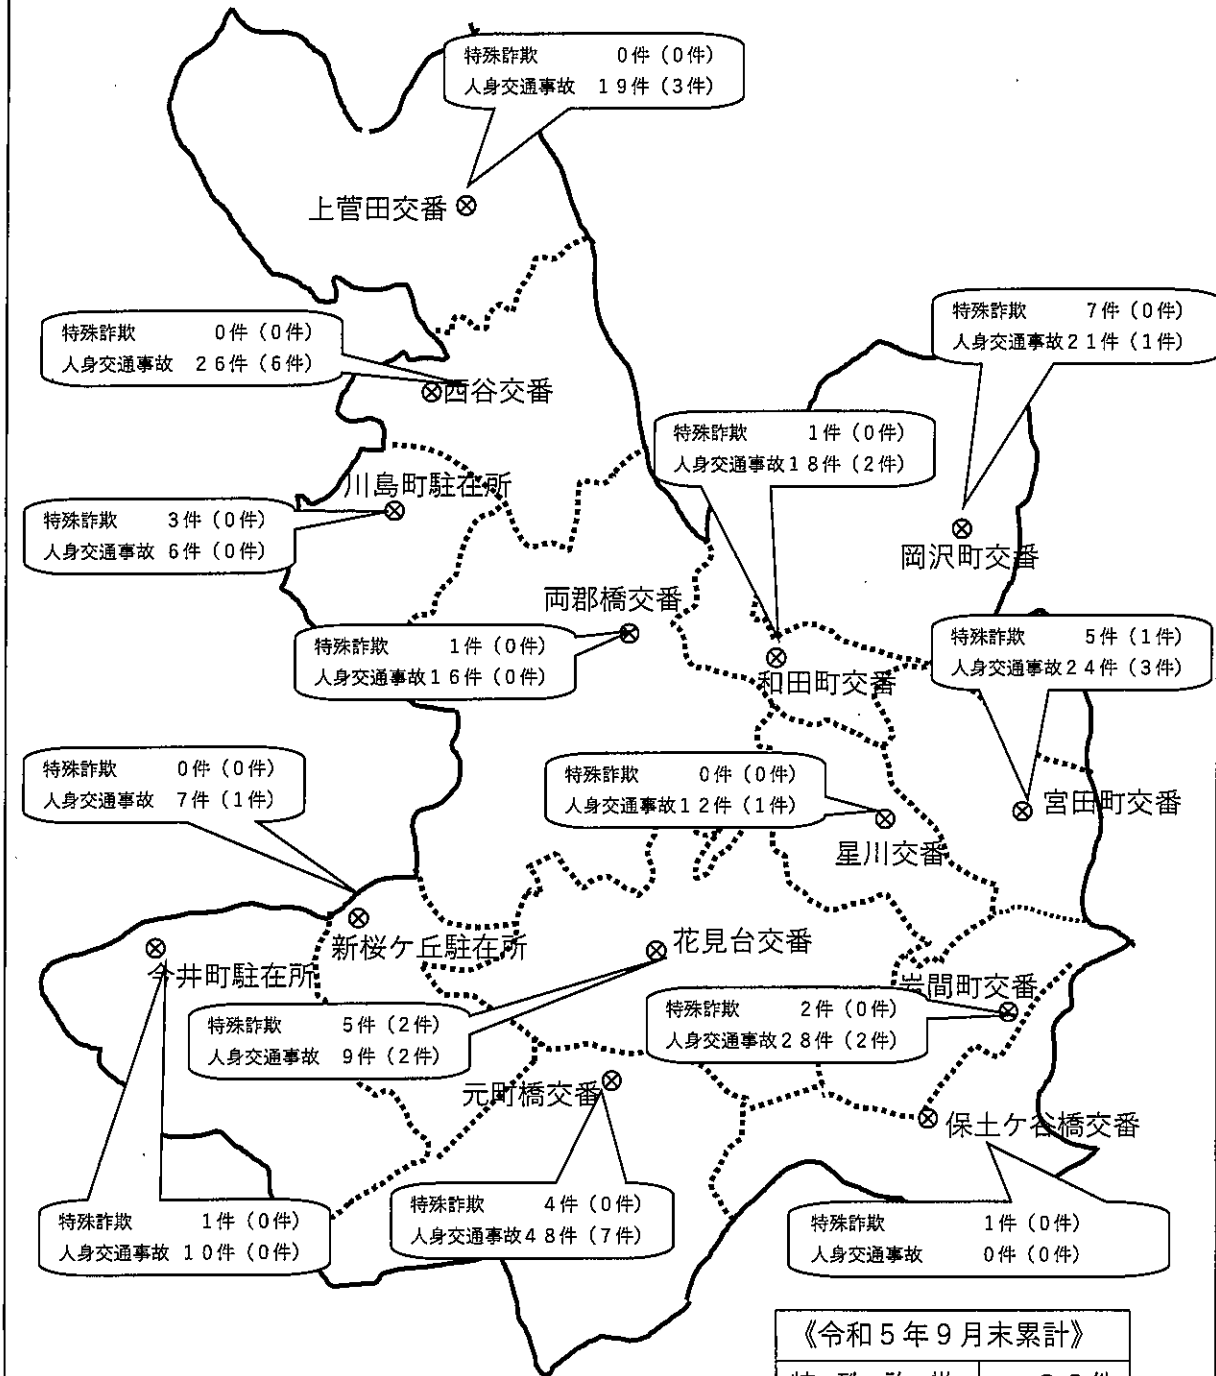 特殊詐欺 0件（0件）
人身交通事故 19件（3件）
上菅田交番
特殊詐欺 7件（0件）
人身交通事故21件（1件）
特殊詐欺 0件（0件）
人身交通事故 26件（6件）
西谷交番
特殊詐欺 1件（0件）
人身交通事故18件（2件）
川島町駐在所
特殊詐欺 3件（0件）
人身交通事故 6件（0件）
岡沢町交番
両郡橋交番
特殊詐欺 1件（0件）
人身交通事故16件（0件）
特殊詐欺 5件（1件）
人身交通事故24件（3件）
和田町交番
特殊詐欺 0件（0件）
人身交通事故 7件（1件）
特殊詐欺 0件（0件）
人身交通事故12件（1件）
宮田町交番
星川交番
新桜ケ丘駐在所
花見台交番
今井町駐在所
岩間町交番
特殊詐欺 5件（2件）
人身交通事故 9件（2件）
特殊詐欺 2件（0件）
人身交通事故28件（2件）
元町橋交番
保土ケ谷橋交番
特殊詐欺 1件（0件）
人身交通事故 10件（0件）
特殊詐欺 4件（0件）
人身交通事故48件（7件）
特殊詐欺 1件（0件）
人身交通事故 0件（0件）
《令和5年9月末累計》